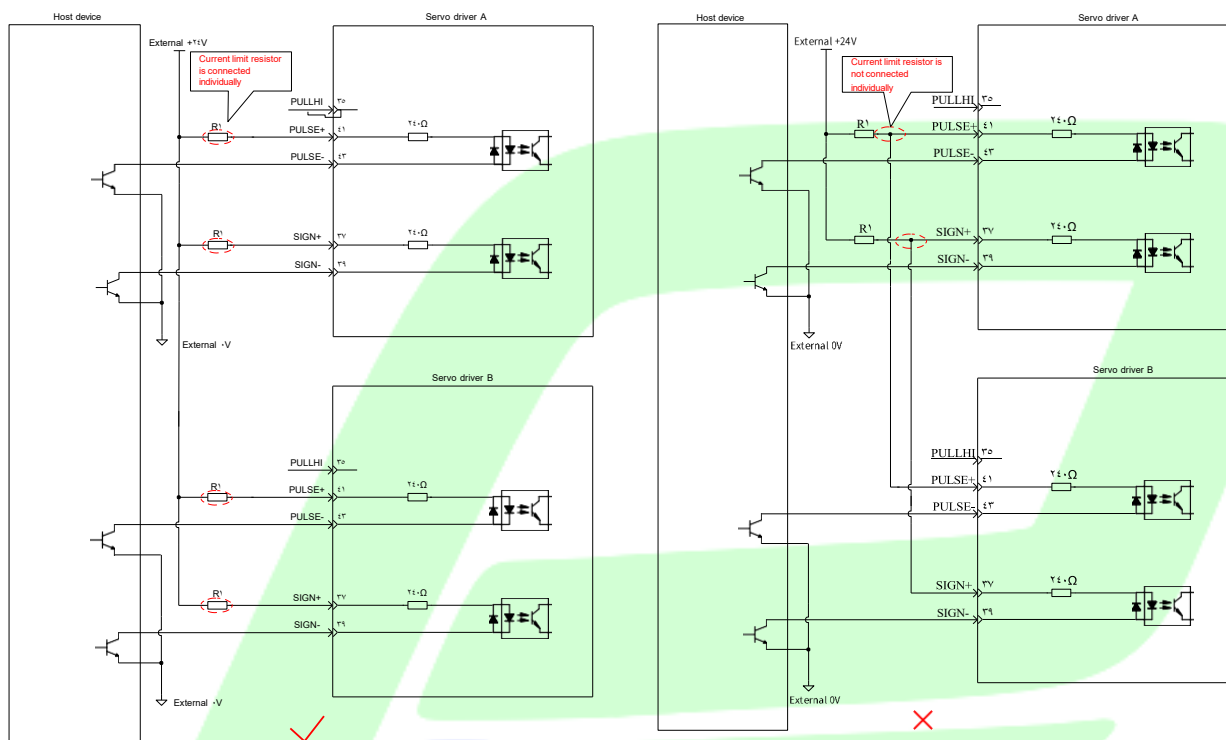 Host device
Servo driver A
External +٢٤V
Current limit resistor
is connected
individually
PULLHI ٣٥
R١
PULSE+ ٤١ ٢٤٠Ω
PULSE- ٤٣
R١
SIGN+ ٣٧ ٢٤٠Ω
SIGN- ٣٩
External ٠V
Servo driver B
PULLHI ٣٥
R١
PULSE+ ٤١ ٢٤٠Ω
PULSE- ٤٣
R١
SIGN+ ٣٧ ٢٤٠Ω
SIGN- ٣٩
External ٠V
Host device
Servo driver A
External +24V
Current limit resistor is
not connected
individually
PULLHI ٣٥
R١
PULSE+ ٤١ ٢٤٠Ω
PULSE- ٤٣
R١
SIGN+ ٣٧ ٢٤٠Ω
SIGN- ٣٩
External 0V
Servo driver B
PULLHI ٣٥
PULSE+ ٤١ ٢٤٠Ω
PULSE- ٤٣
SIGN+ ٣٧ ٢٤٠Ω
SIGN- ٣٩
External 0V